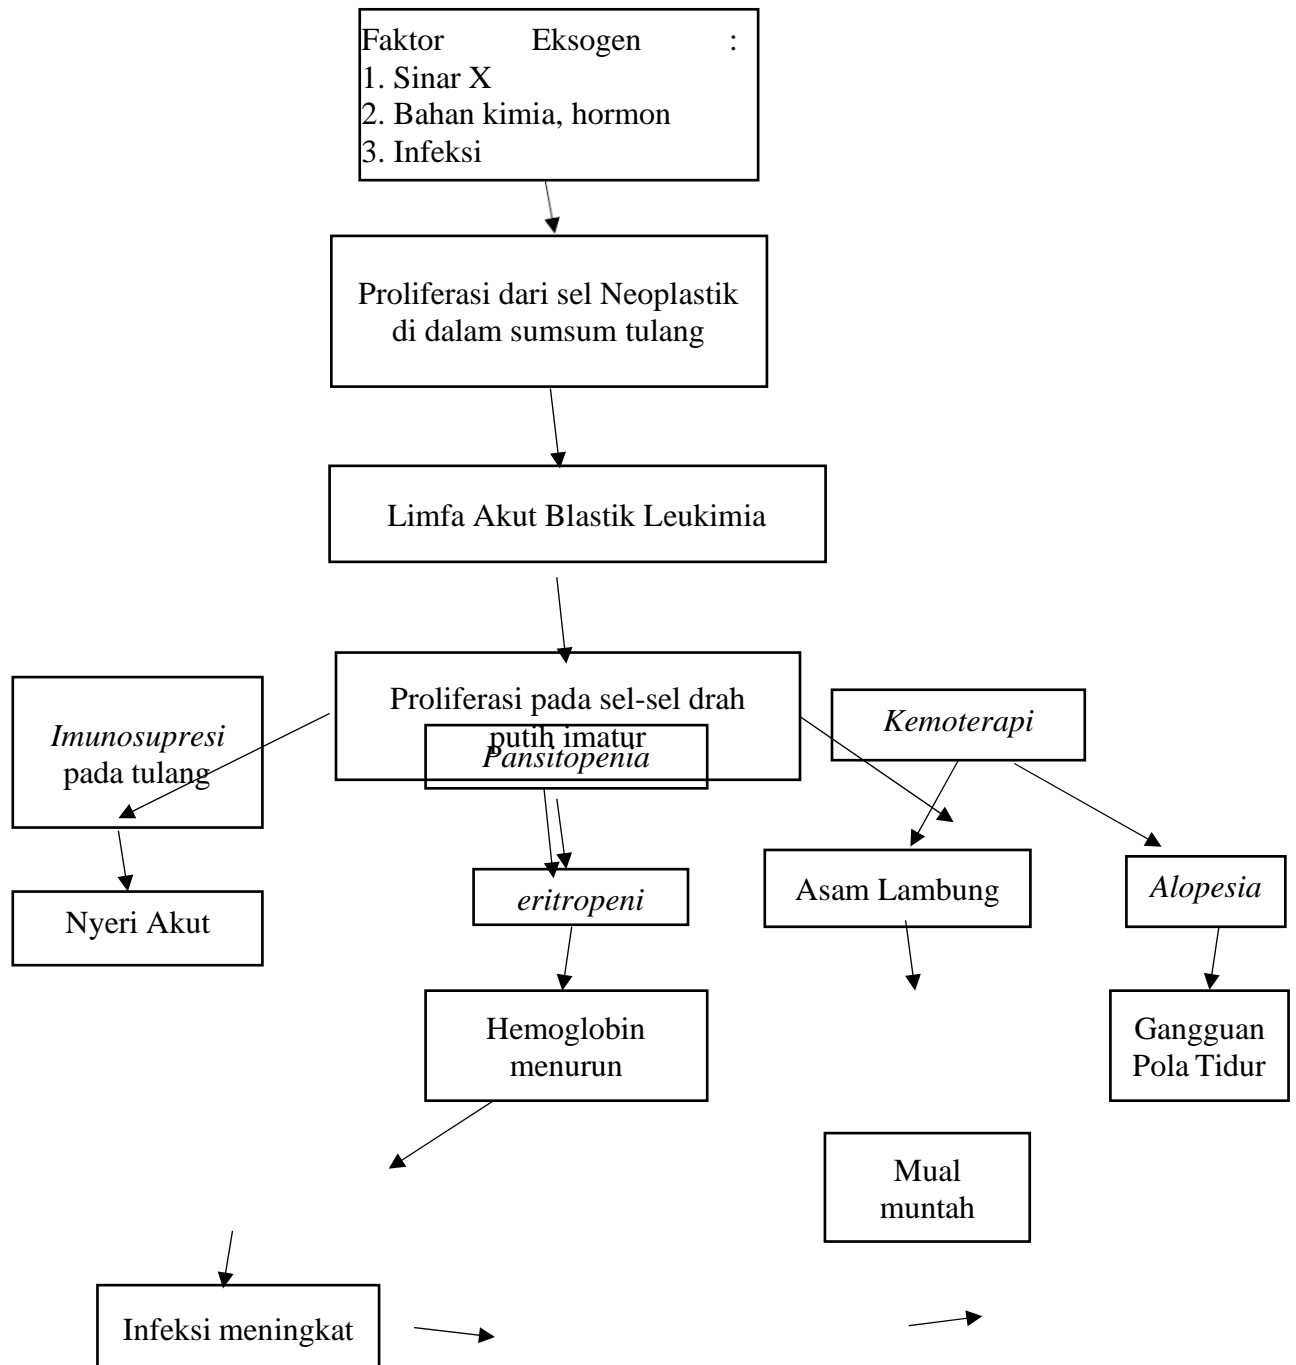 Faktor Eksogen :
1. Sinar X
2. Bahan kimia, hormon
3. Infeksi
Proliferasi dari sel Neoplastik
di dalam sumsum tulang
Limfa Akut Blastik Leukimia
Imunosupresi
pada tulang
Proliferasi pada sel-sel drah
putih imatur
Pansitopenia
Kemoterapi
Nyeri Akut
eritropeni
Asam Lambung
Alopesia
Hemoglobin
menurun
Gangguan
Pola Tidur
Mual
muntah
Infeksi meningkat